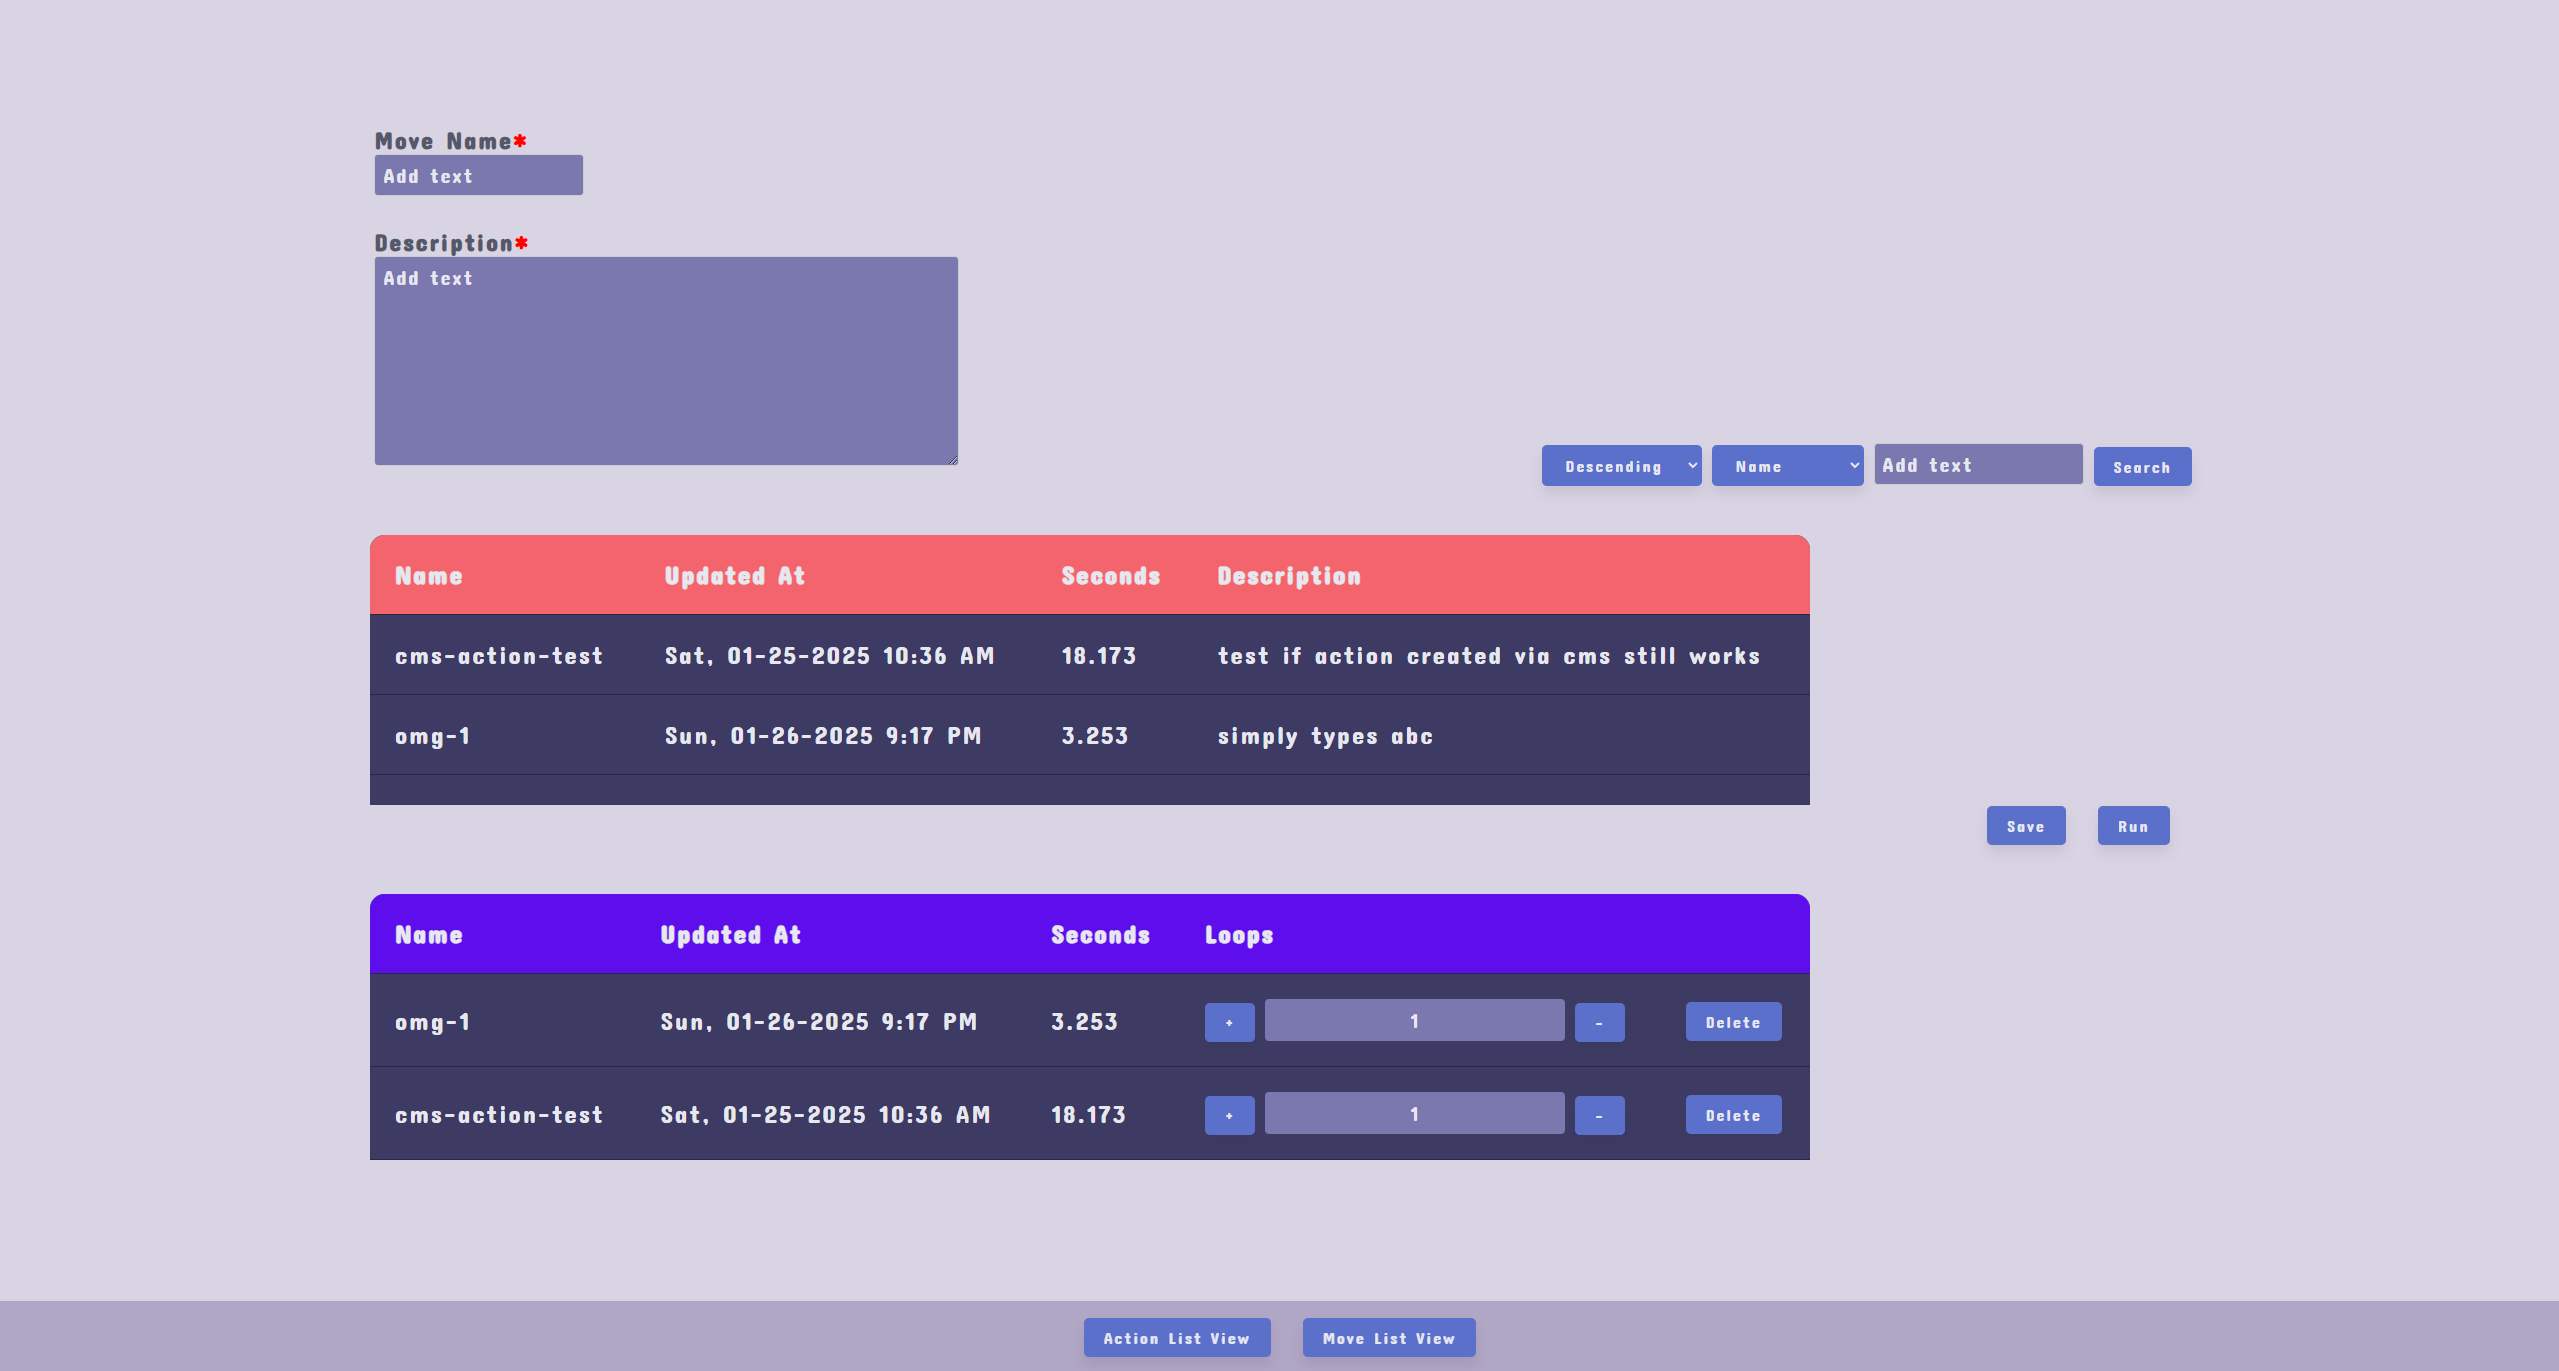 Move Name*
Add text
Description*
Add text
Descending Name Add text Search
Name Updated At Seconds Description
cms-action-test Sat, 01-25-2025 10:36 AM 18.173 test if action created via cms still works
omg-1 Sun, 01-26-2025 9:17 PM 3.253 simply types abc
Save Run
Name Updated At Seconds Loops
omg-1 Sun, 01-26-2025 9:17 PM 3.253 + 1 - Delete
cms-action-test Sat, 01-25-2025 10:36 AM 18.173 + 1 - Delete
Action List View Move List View